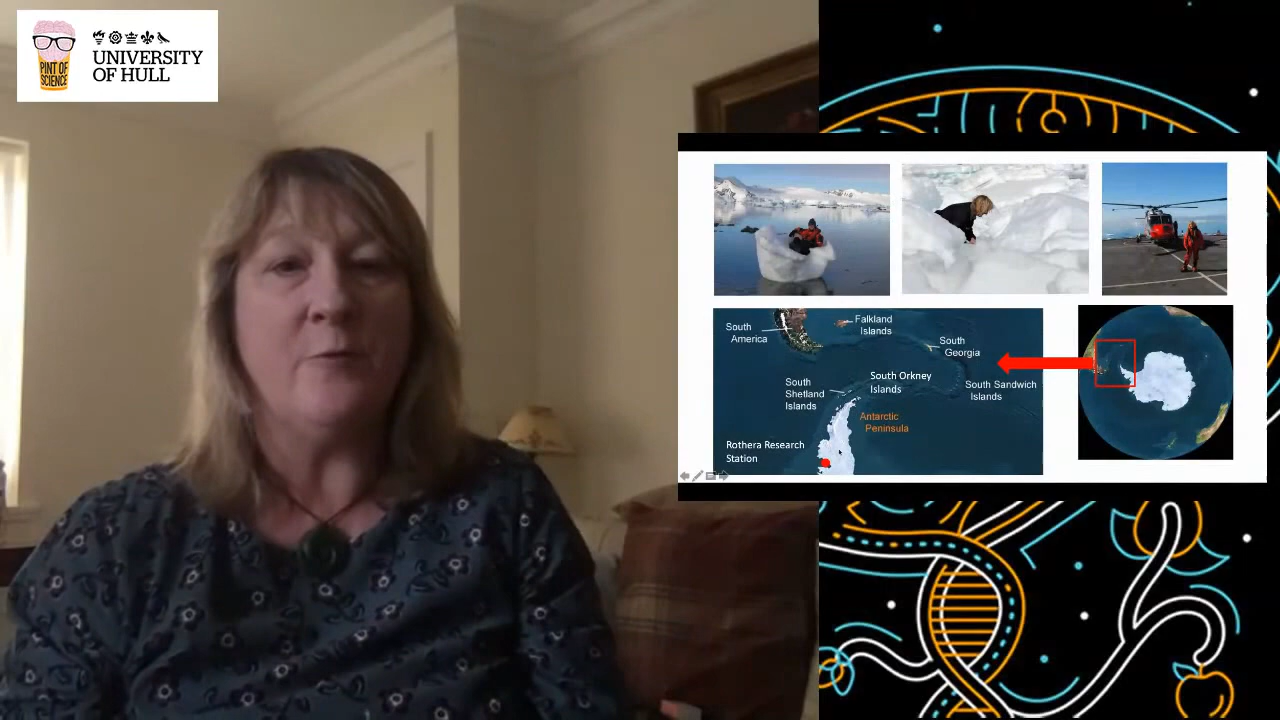 PINT OF
SCIENCE
UNIVERSITY
OF HULL
South
America
Falkland
Islands
South
Georgia
South Orkney
Islands
South
Shetland
Islands
South Sandwich
Islands
Antarctic
Peninsula
Rothera Research
Station